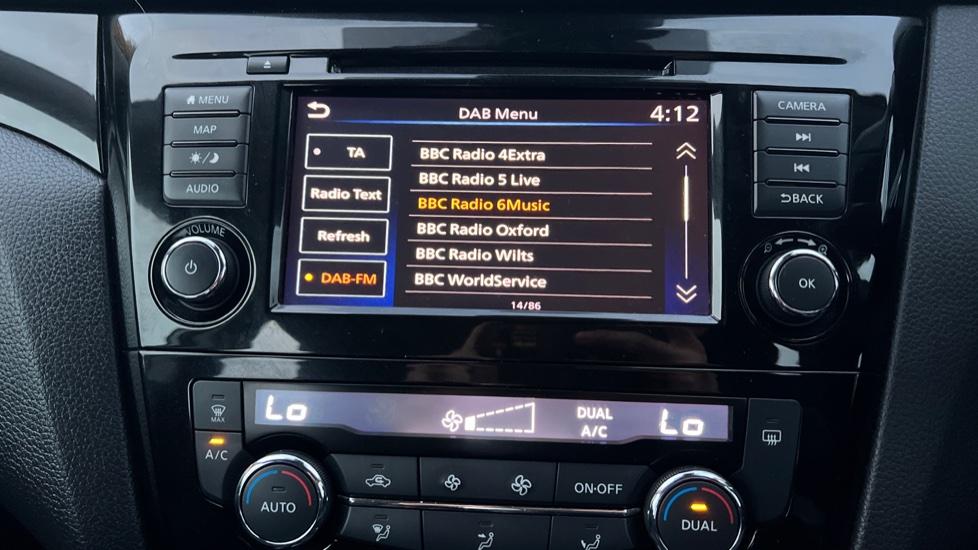 MENU
MAP
AUDIO
VOLUME
DAB Menu
4:12
TA
Radio Text
Refresh
DAB-FM
BBC Radio 4Extra
BBC Radio 5 Live
BBC Radio 6Music
BBC Radio Oxford
BBC Radio Wilts
BBC WorldService
14/86
CAMERA
BACK
OK
MAX
A/C
Lo
DUAL
A/C
Lo
AUTO
ON·OFF
DUAL